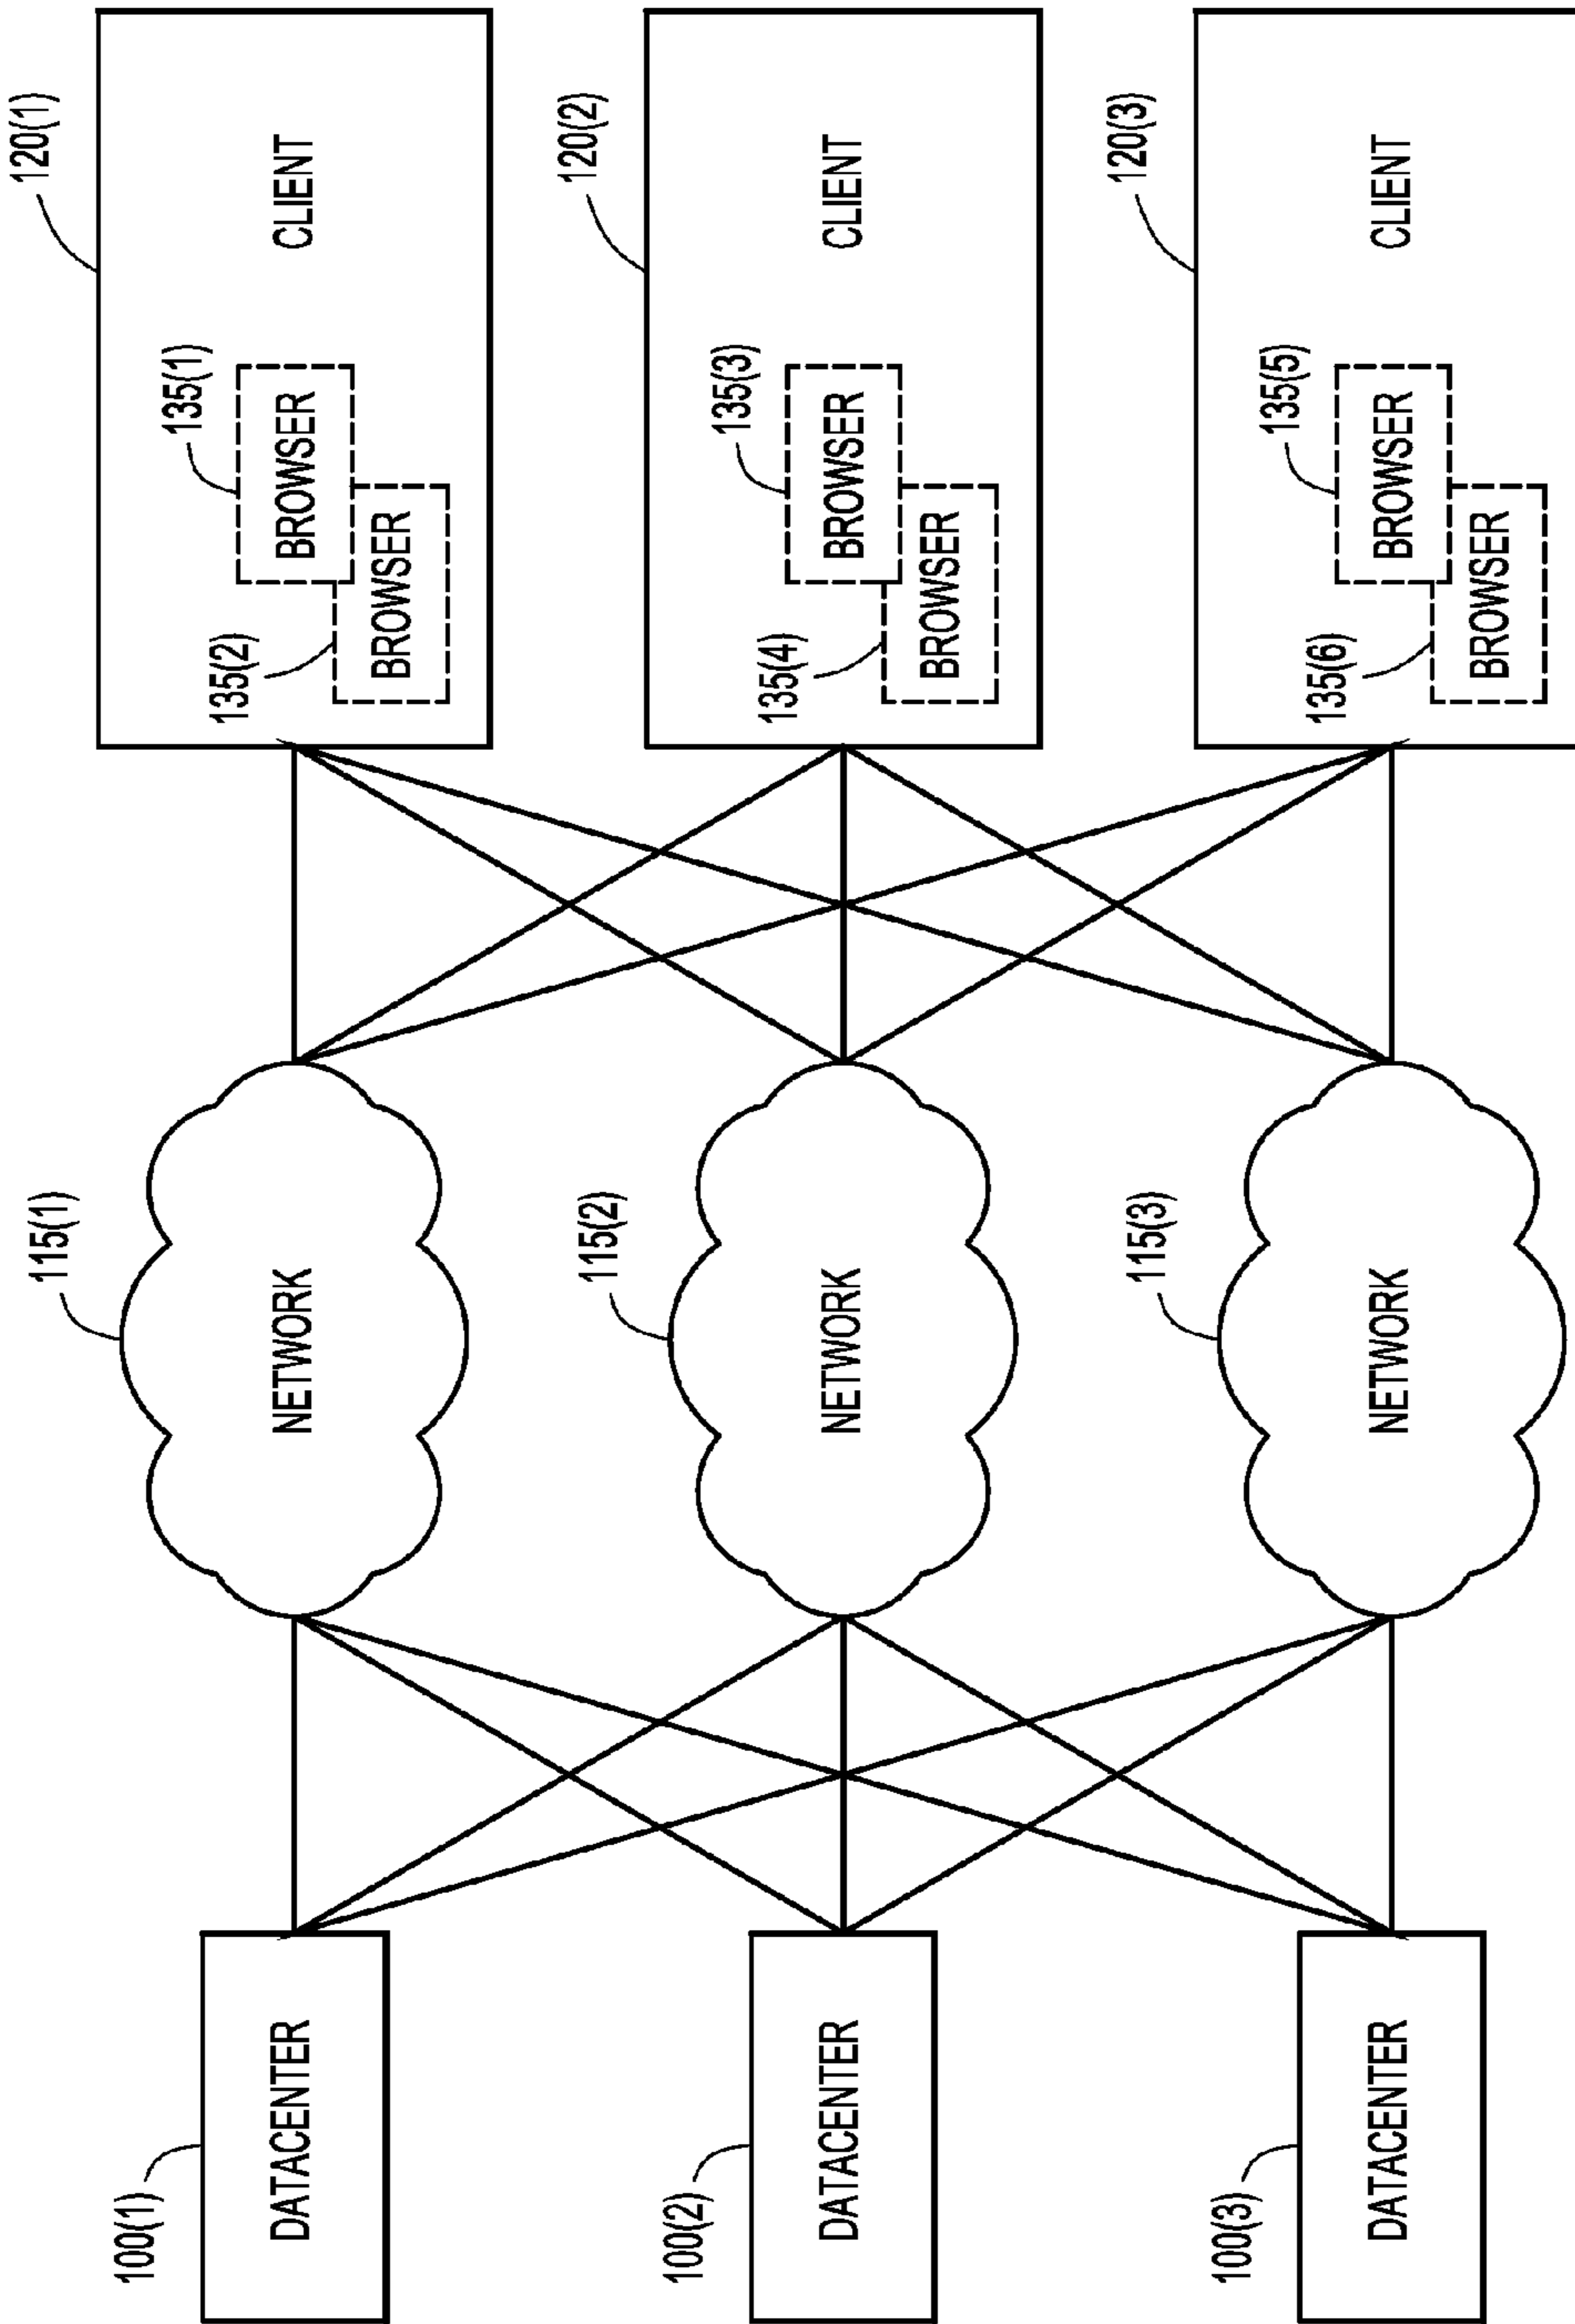 120(1)
CLIENT
135(1)
BROWSER
135(2)
BROWSER
120(2)
CLIENT
135(3)
BROWSER
135(4)
BROWSER
120(3)
CLIENT
135(5)
BROWSER
135(6)
BROWSER
115(1)
NETWORK
115(2)
NETWORK
115(3)
NETWORK
100(1)
DATACENTER
100(2)
DATACENTER
100(3)
DATACENTER